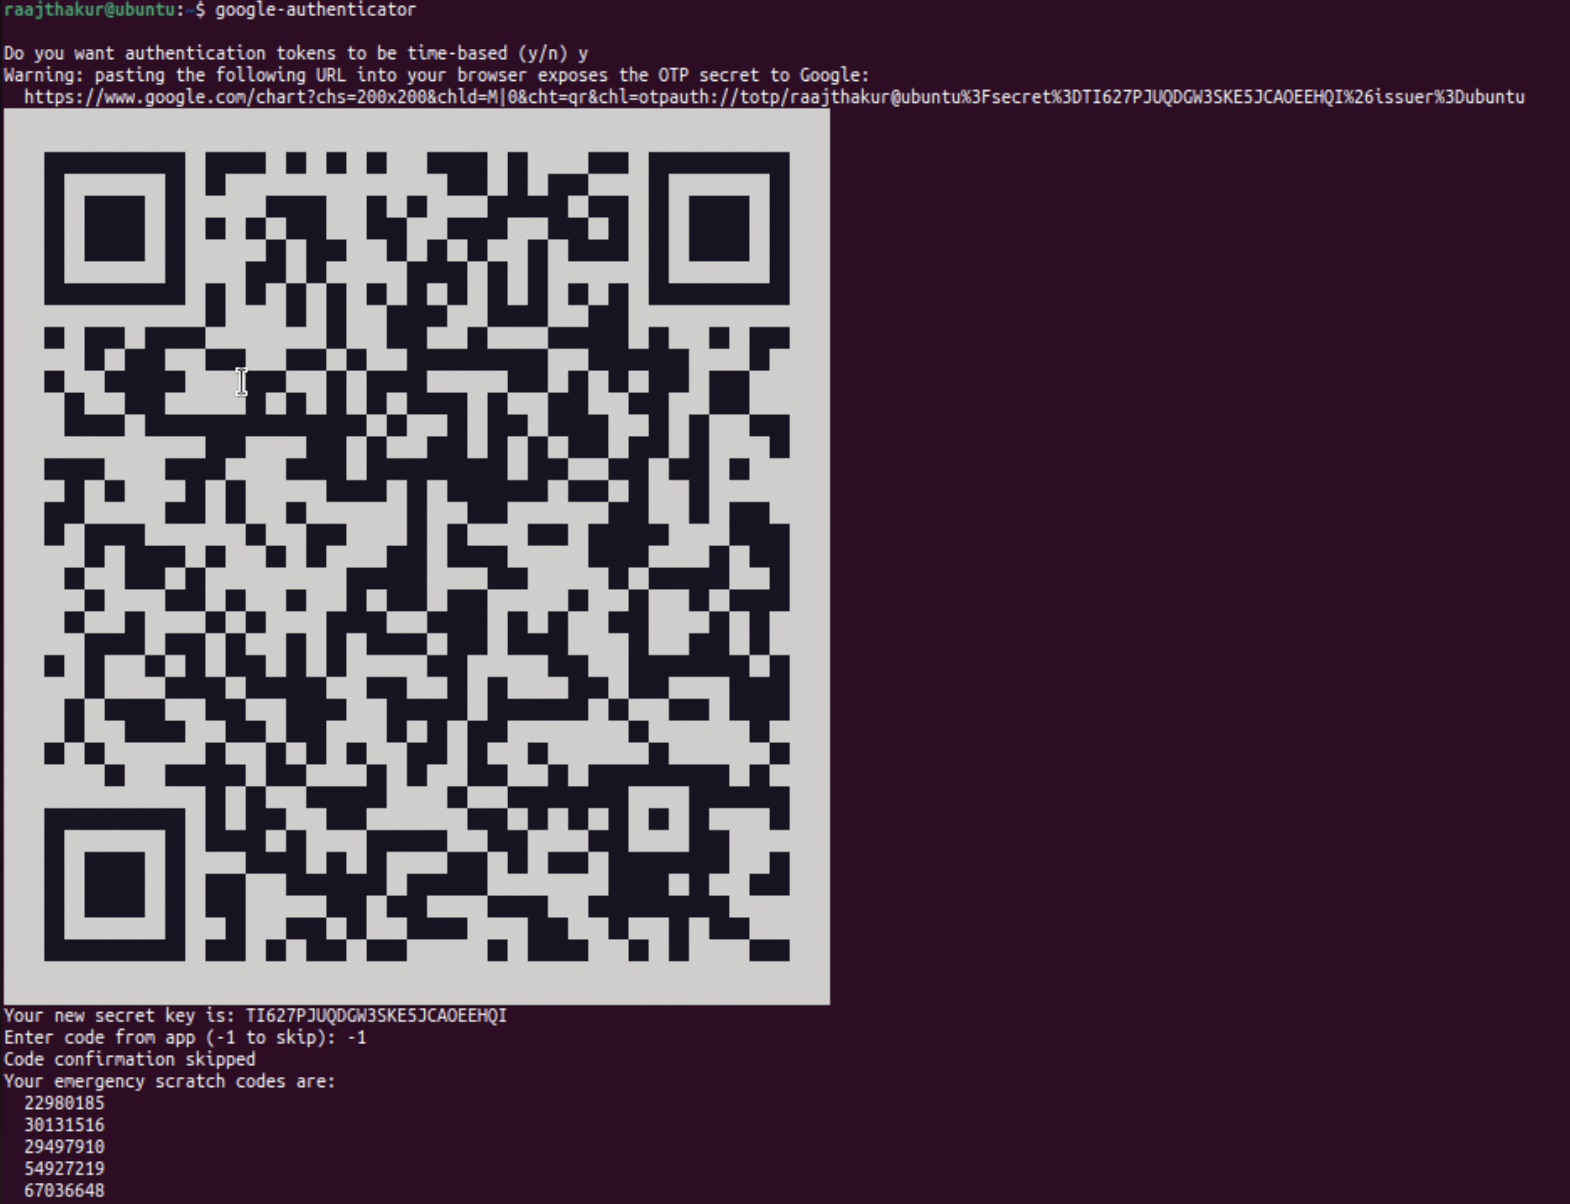 raajthakur@ubuntu:~$ google-authenticator
Do you want authentication tokens to be time-based (y/n) y
Warning: pasting the following URL into your browser exposes the OTP secret to Google:
https://www.google.com/chart?chs=200x200&chld=M|0&cht=qr&chl=otpauth://totp/raajthakur@ubuntu%3Fsecret%3DTI627PJUQDGW3SKE5JCAOEEHQI%26issuer%3Dubuntu
Your new secret key is: TI627PJUQDGW3SKE5JCAOEEHQI
Enter code from app (-1 to skip): -1
Code confirmation skipped
Your emergency scratch codes are:
22980185
30131516
29497910
54927219
67036648